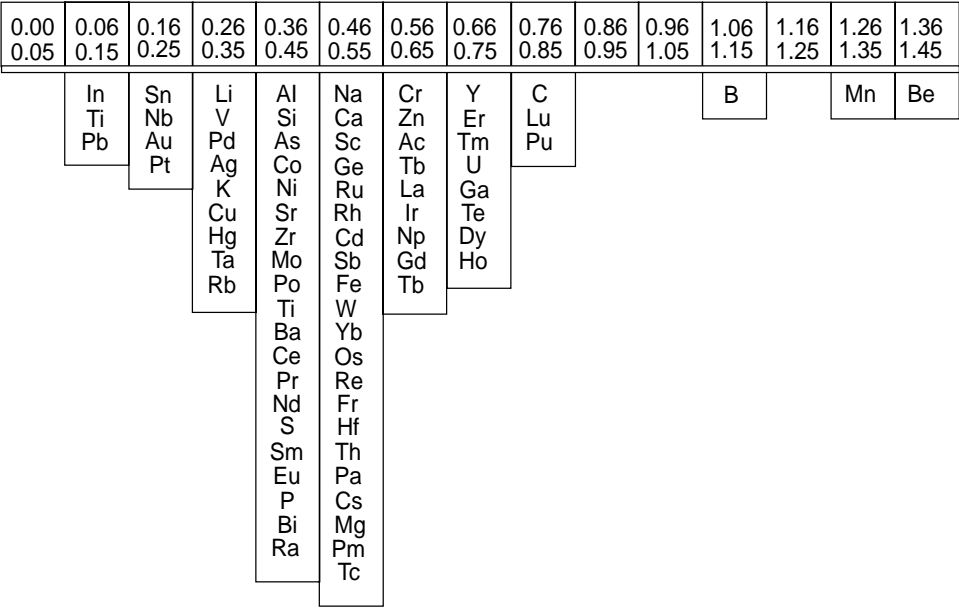 0.00 0.06 0.16 0.26 0.36 0.46 0.56 0.66 0.76 0.86 0.96 1.06 1.16 1.26 1.36
0.05 0.15 0.25 0.35 0.45 0.55 0.65 0.75 0.85 0.95 1.05 1.15 1.25 1.35 1.45
In Sn Li Al Na Cr Y C B Mn Be
Ti Nb V Si Ca Zn Er Lu
Pb Au Pd As Sc Ac Tm Pu
Pt Ag Co Ge Tb U
K Ni Ru La Ga
Cu Sr Rh Ir Te
Hg Zr Cd Np Dy
Ta Mo Sb Gd Ho
Rb Po Fe Tb
Ti W
Ba Yb
Ce Os
Pr Re
Nd Fr
S Hf
Sm Th
Eu Pa
P Cs
Bi Mg
Ra Pm
Tc